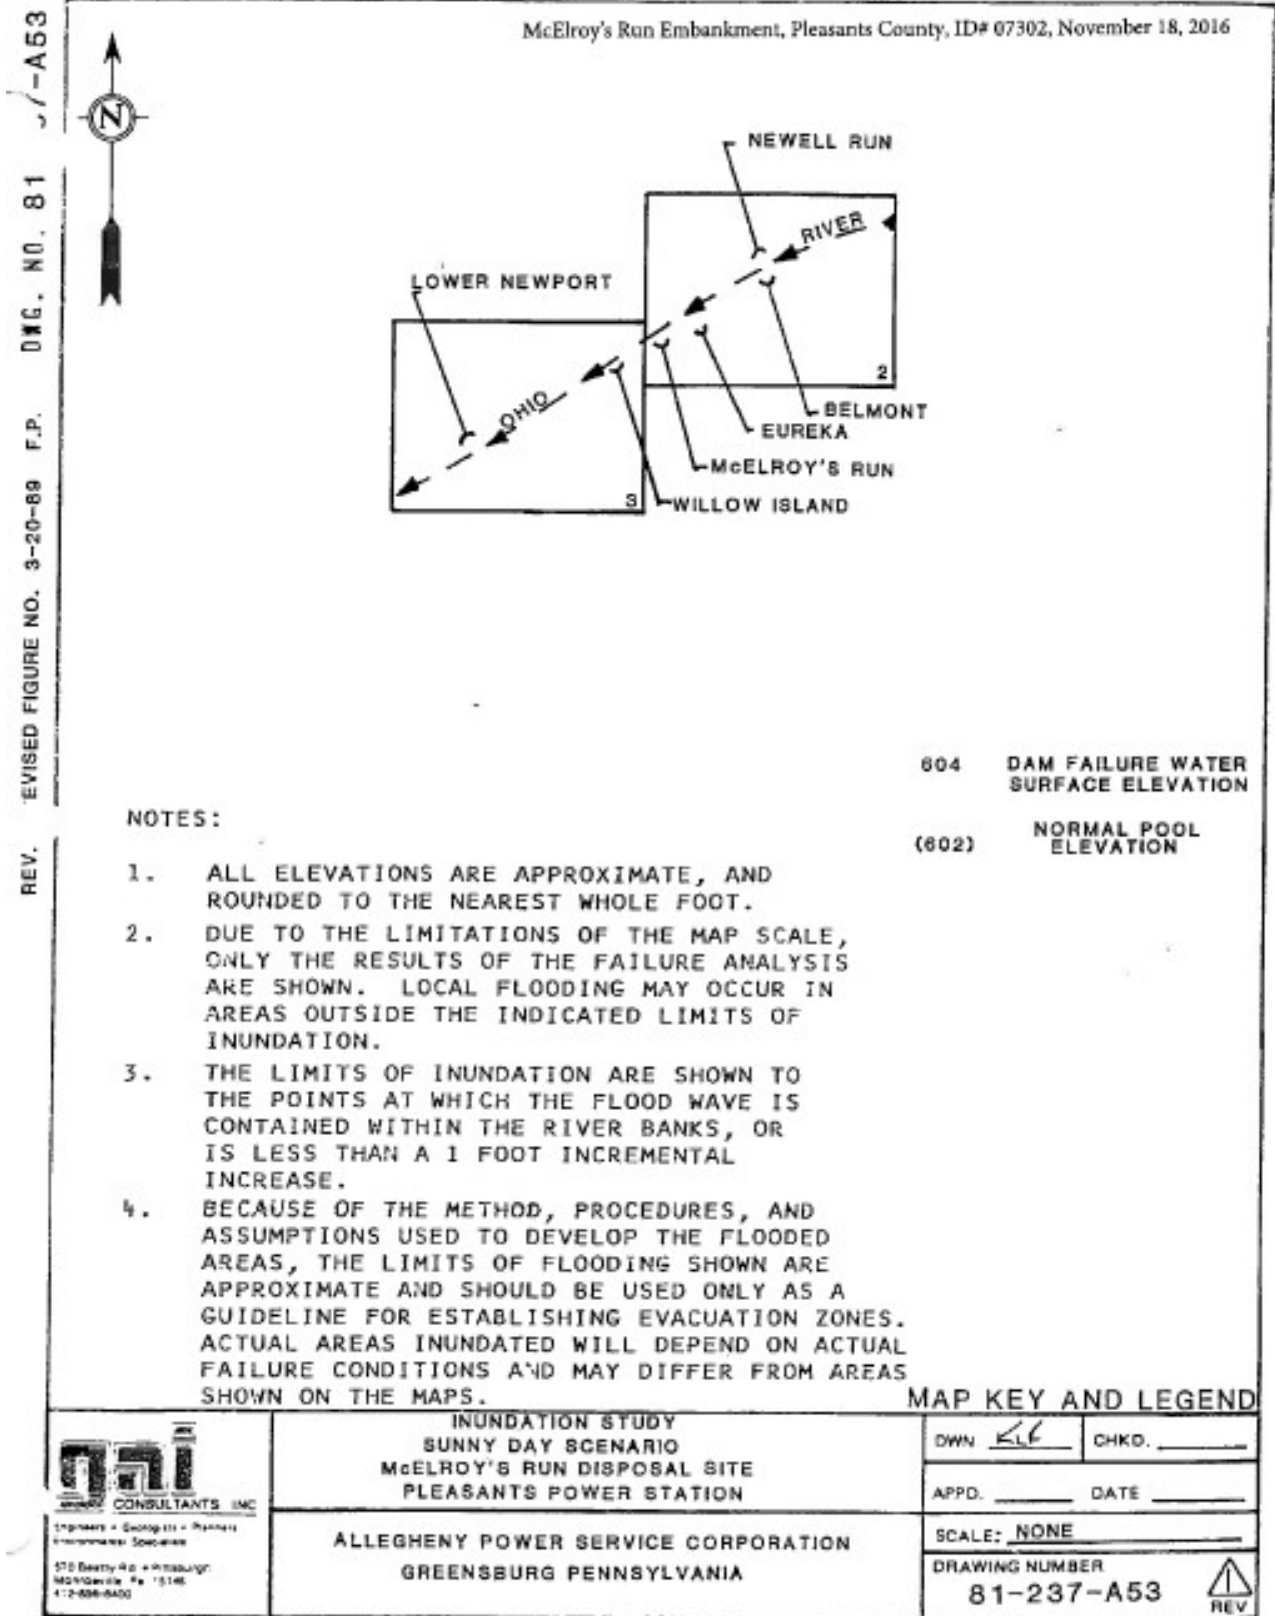 McElroy's Run Embankment, Pleasants County, ID# 07302, November 18, 2016
N
NEWELL RUN
RIVER
LOWER NEWPORT
OHIO
2
BELMONT
EUREKA
McELROY'S RUN
3
WILLOW ISLAND
7-A53
DWG. NO. 81
F.P.
EVISED FIGURE NO. 3-20-89
REV.
604 DAM FAILURE WATER
SURFACE ELEVATION
(602) NORMAL POOL
ELEVATION
NOTES:
1. ALL ELEVATIONS ARE APPROXIMATE, AND
ROUNDED TO THE NEAREST WHOLE FOOT.
2. DUE TO THE LIMITATIONS OF THE MAP SCALE,
ONLY THE RESULTS OF THE FAILURE ANALYSIS
ARE SHOWN. LOCAL FLOODING MAY OCCUR IN
AREAS OUTSIDE THE INDICATED LIMITS OF
INUNDATION.
3. THE LIMITS OF INUNDATION ARE SHOWN TO
THE POINTS AT WHICH THE FLOOD WAVE IS
CONTAINED WITHIN THE RIVER BANKS, OR
IS LESS THAN A 1 FOOT INCREMENTAL
INCREASE.
4. BECAUSE OF THE METHOD, PROCEDURES, AND
ASSUMPTIONS USED TO DEVELOP THE FLOODED
AREAS, THE LIMITS OF FLOODING SHOWN ARE
APPROXIMATE AND SHOULD BE USED ONLY AS A
GUIDELINE FOR ESTABLISHING EVACUATION ZONES.
ACTUAL AREAS INUNDATED WILL DEPEND ON ACTUAL
FAILURE CONDITIONS AND MAY DIFFER FROM AREAS
SHOWN ON THE MAPS.
MAP KEY AND LEGEND
CONSULTANTS INC
Engineers • Geologists • Planners
Environmental Specialists
INUNDATION STUDY
SUNNY DAY SCENARIO
McELROY'S RUN DISPOSAL SITE
PLEASANTS POWER STATION
ALLEGHENY POWER SERVICE CORPORATION
GREENSBURG PENNSYLVANIA
DWN KLF CHKD.
APPD. DATE
SCALE: NONE
DRAWING NUMBER
81-237-A53
REV